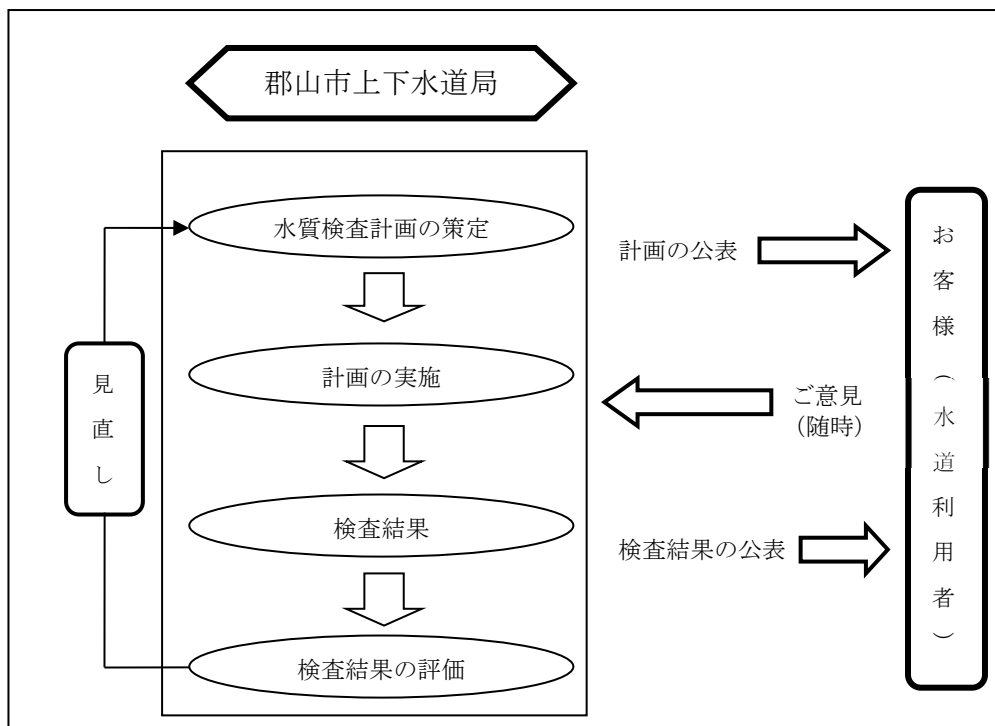 郡山市上下水道局
水質検査計画の策定
計画の公表
計画の実施
ご意見
（随時）
検査結果
検査結果の公表
検査結果の評価
見直し
お客様（水道利用者）